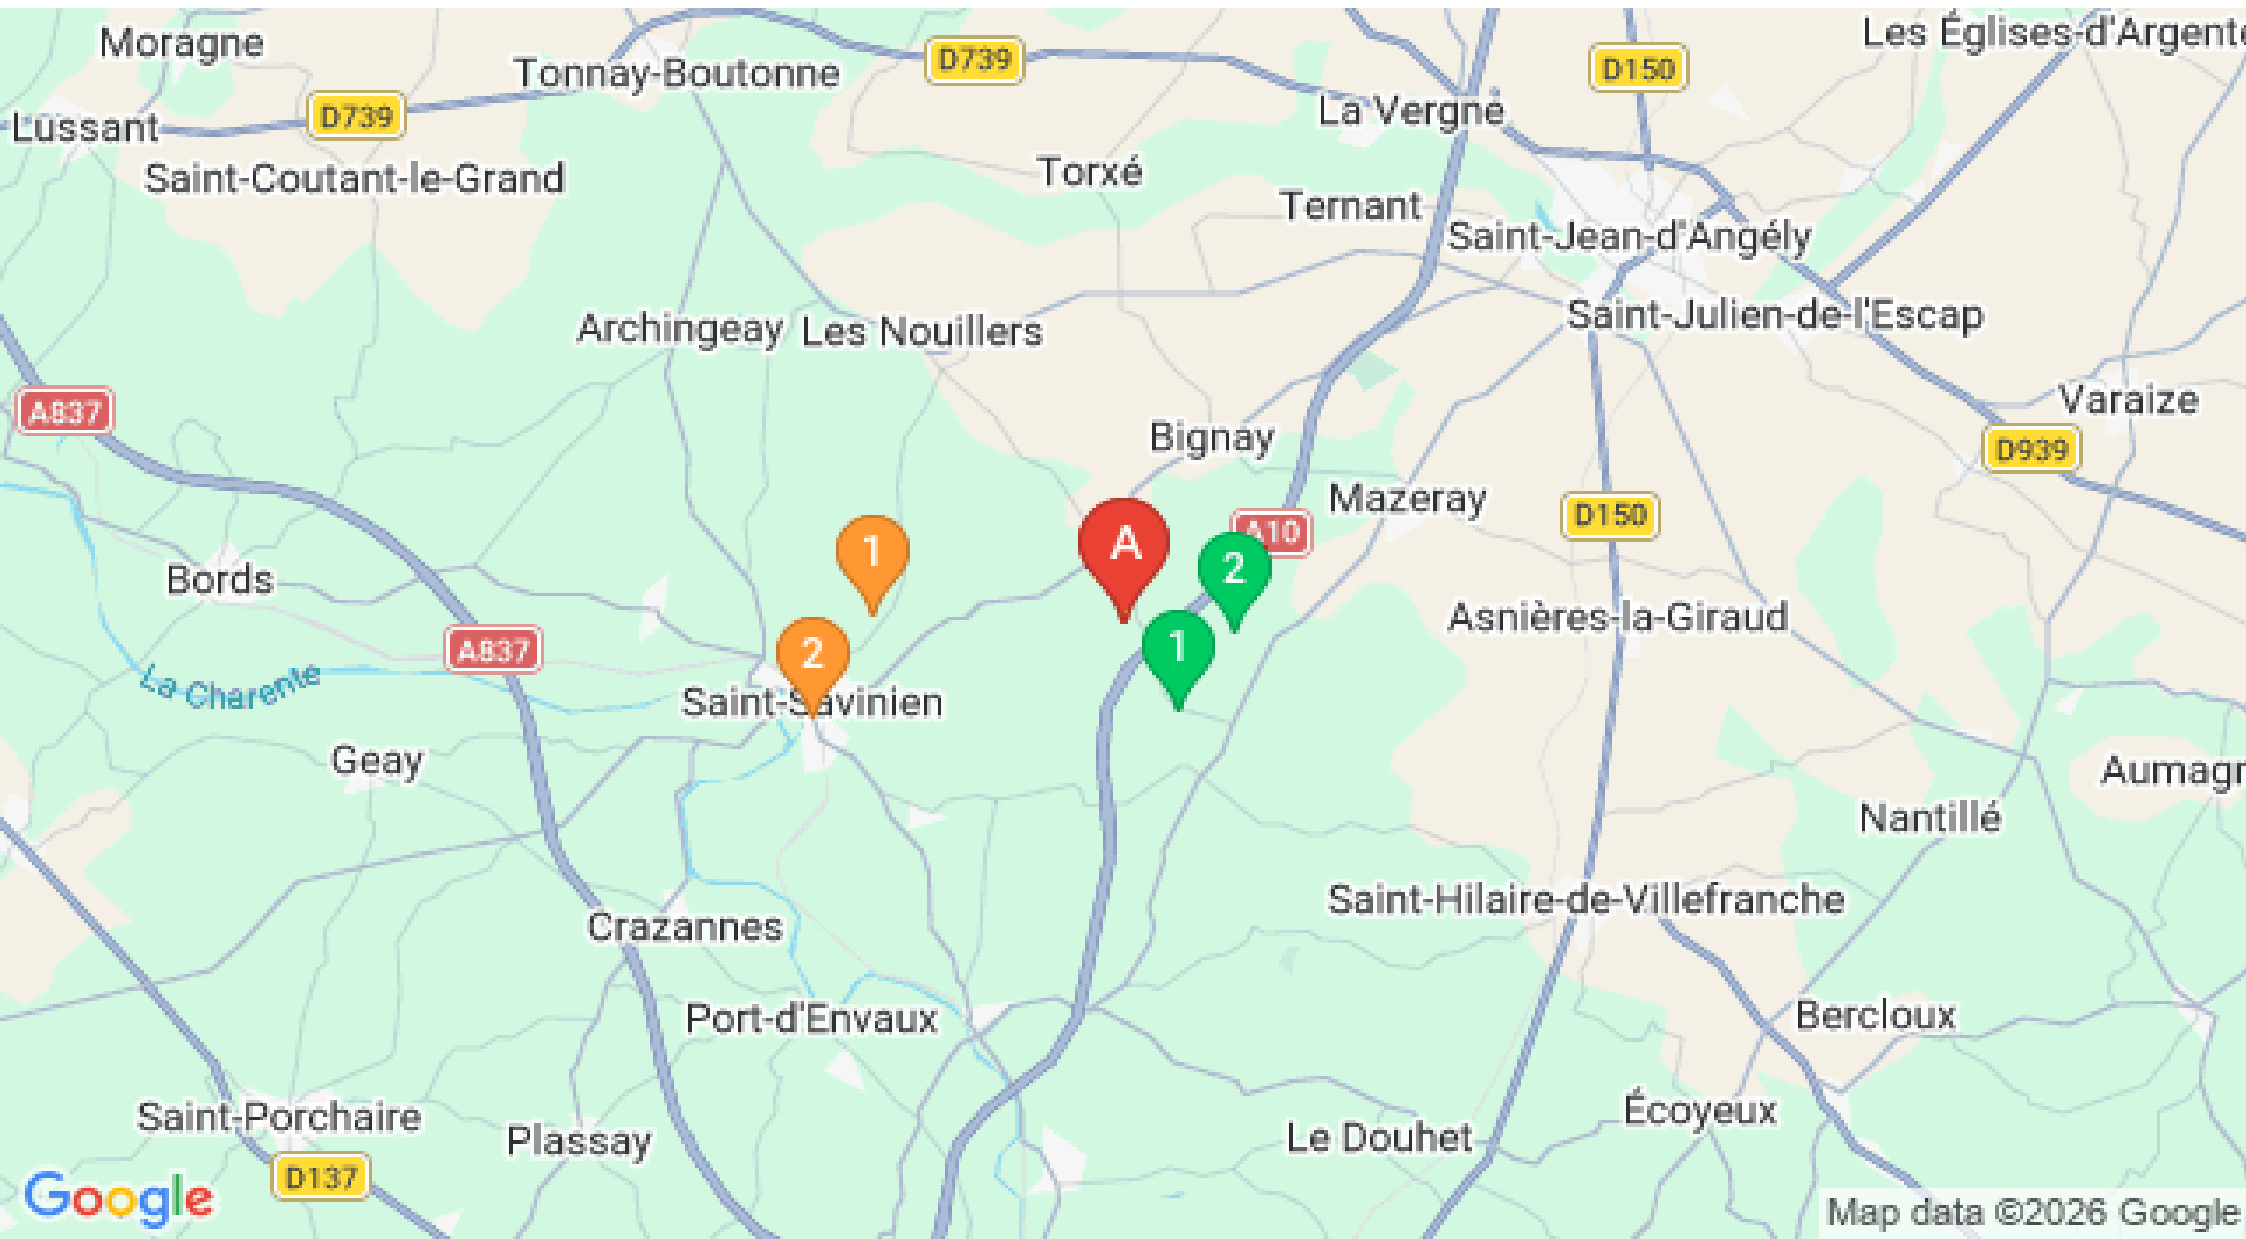 Moragne
Les Églises-d'Argent
Tonnay-Boutonne
D739
D150
La Vergne
D739
Lussant
Saint-Coutant-le-Grand
Torxé
Ternant
Saint-Jean-d'Angély
Saint-Julien-de-l'Escap
Archingeay
Les Nouillers
A837
Varaize
Bignay
D939
Mazeray
D150
A10
A
1
2
Bords
Asnières-la-Giraud
A837
2
1
La Charente
Saint-Savinien
Geay
Aumagn
Nantillé
Saint-Hilaire-de-Villefranche
Crazannes
Port-d'Envaux
Bercloux
Saint-Porchaire
Plassay
Le Douhet
Écoyeux
D137
Google
Map data ©2026 Google